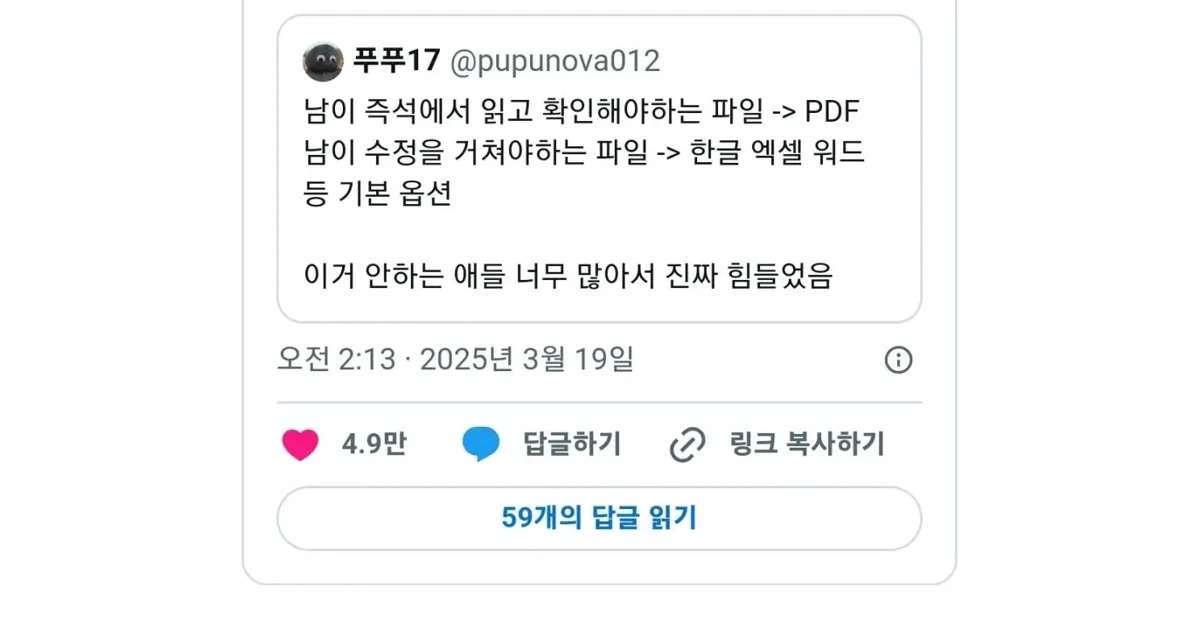 푸푸17 @pupunova012
남이 즉석에서 읽고 확인해야하는 파일 -> PDF
남이 수정을 거쳐야하는 파일 -> 한글 엑셀 워드
등 기본 옵션
이거 안하는 애들 너무 많아서 진짜 힘들었음
오전 2:13 · 2025년 3월 19일
4.9만 답글하기 링크 복사하기
59개의 답글 읽기